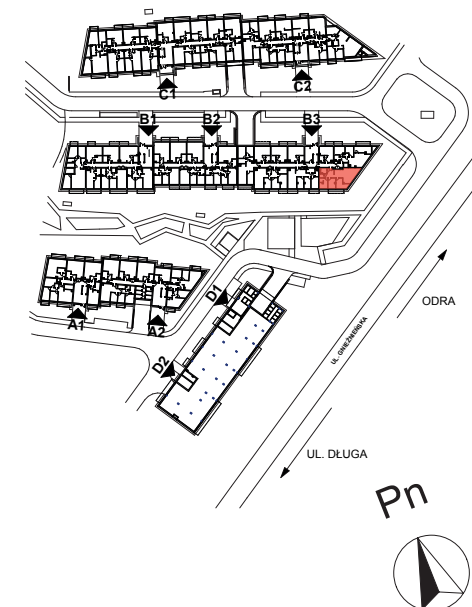 C1
C2
B1
B2
B3
A1
A2
D1
D2
ODRA
UL. GNIEŹNIEŃSKA
UL. DŁUGA
Pn